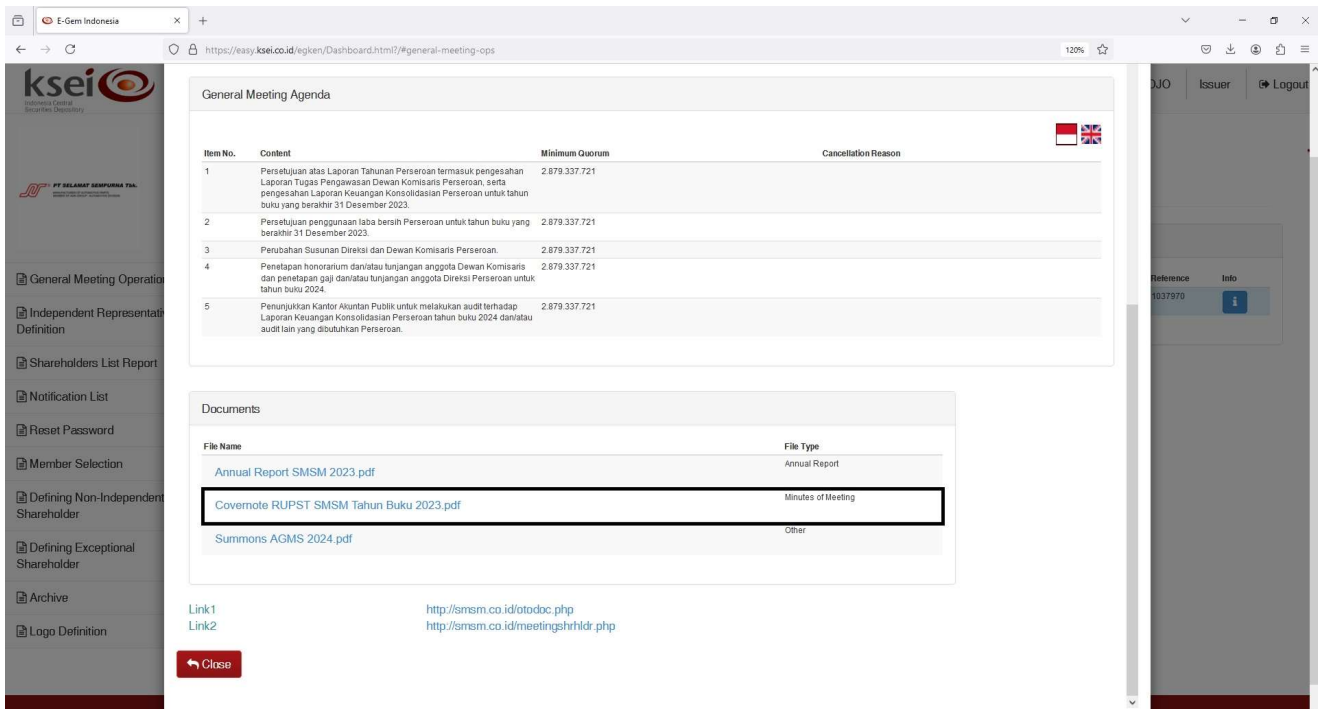 E-Gem Indonesia
https://easy.ksei.co.id/egken/Dashboard.html?/#general-meeting-ops
120%
ksei
Indonesia Central
Securities Depository
OJO
Issuer
Logout
PT SELAMAT SEMPURNA Tbk.
General Meeting Operation
Independent Representati
Definition
Shareholders List Report
Notification List
Reset Password
Member Selection
Defining Non-Independent
Shareholder
Defining Exceptional
Shareholder
Archive
Logo Definition
General Meeting Agenda
Item No. Content Minimum Quorum Cancellation Reason
1 Persetujuan atas Laporan Tahunan Perseroan termasuk pengesahan 2.879.337.721
Laporan Tugas Pengawasan Dewan Komisaris Perseroan, serta
pengesahan Laporan Keuangan Konsolidasian Perseroan untuk tahun
buku yang berakhir 31 Desember 2023.
2 Persetujuan penggunaan laba bersih Perseroan untuk tahun buku yang 2.879.337.721
berakhir 31 Desember 2023.
3 Perubahan Susunan Direksi dan Dewan Komisaris Perseroan. 2.879.337.721
4 Penetapan honorarium dan/atau tunjangan anggota Dewan Komisaris 2.879.337.721
dan penetapan gaji dan/atau tunjangan anggota Direksi Perseroan untuk
tahun buku 2024.
5 Penunjukkan Kantor Akuntan Publik untuk melakukan audit terhadap 2.879.337.721
Laporan Keuangan Konsolidasian Perseroan tahun buku 2024 dan/atau
audit lain yang dibutuhkan Perseroan.
Reference Info
1037970
Documents
File Name File Type
Annual Report SMSM 2023.pdf Annual Report
Covernote RUPST SMSM Tahun Buku 2023.pdf Minutes of Meeting
Summons AGMS 2024.pdf Other
Link1 http://smsm.co.id/otodoc.php
Link2 http://smsm.co.id/meetingshrhldr.php
Close